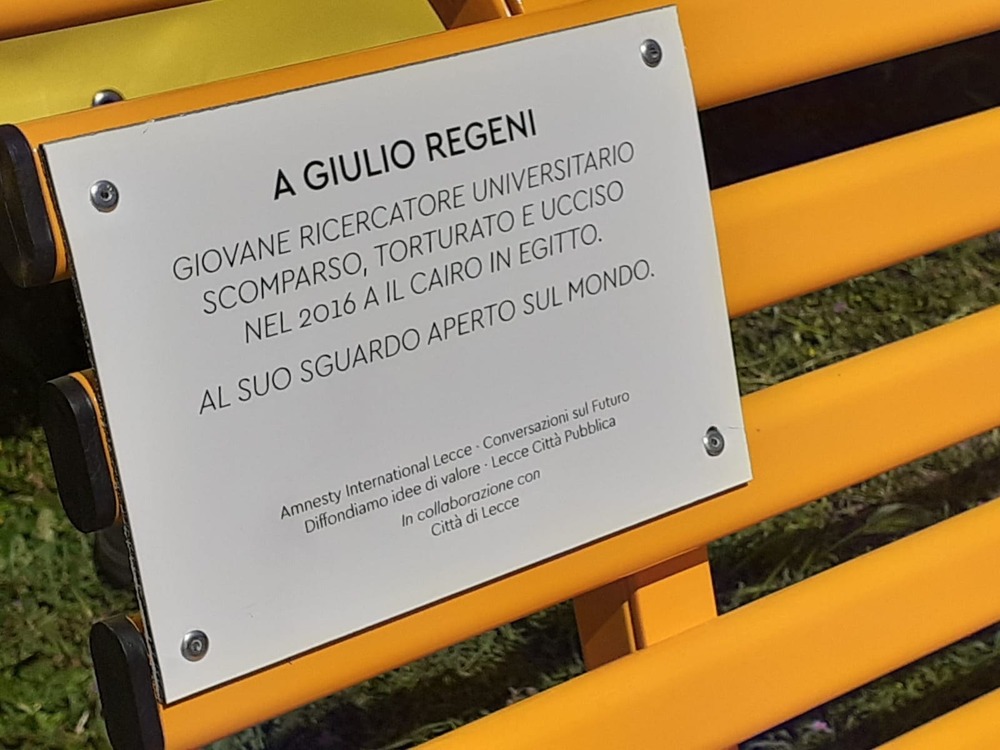 A GIULIO REGENI
GIOVANE RICERCATORE UNIVERSITARIO
SCOMPARSO, TORTURATO E UCCISO
NEL 2016 A IL CAIRO IN EGITTO.
AL SUO SGUARDO APERTO SUL MONDO.
Amnesty International Lecce · Conversazioni sul Futuro
Diffondiamo idee di valore · Lecce Città Pubblica
In collaborazione con
Città di Lecce